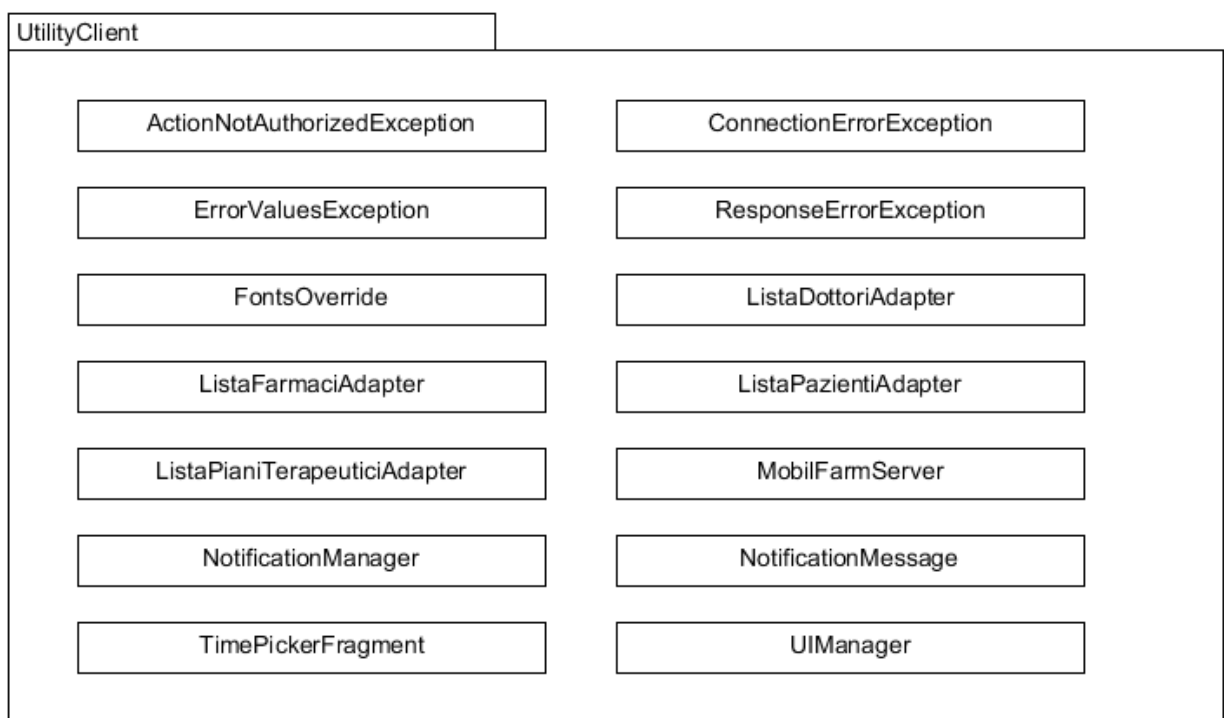 UtilityClient
ActionNotAuthorizedException
ConnectionErrorException
ErrorValuesException
ResponseErrorException
FontsOverride
ListaDottoriAdapter
ListaFarmaciAdapter
ListaPazientiAdapter
ListaPianiTerapeuticiAdapter
MobilFarmServer
NotificationManager
NotificationMessage
TimePickerFragment
UIManager